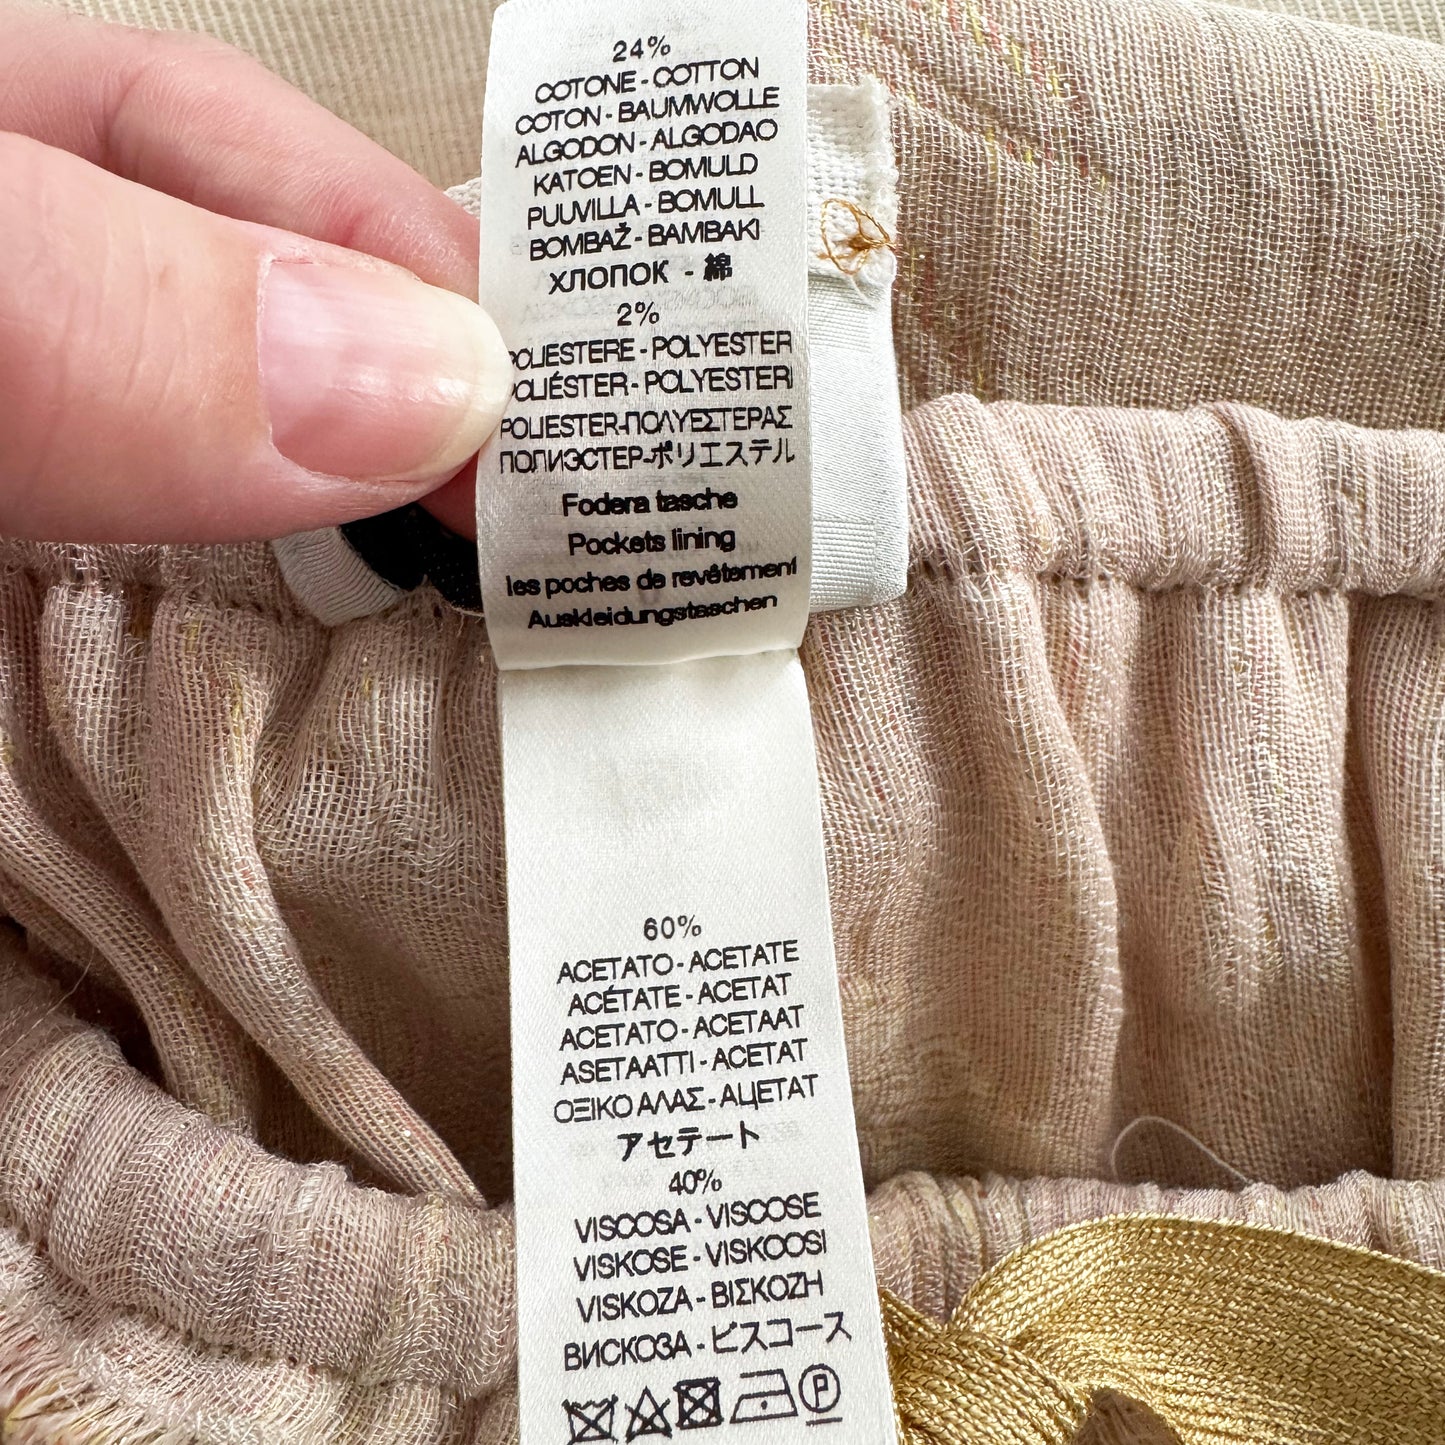 24%
COTONE - COTTON
COTON - BAUMWOLLE
ALGODON - ALGODAO
KATOEN - BOMULD
PUUVILLA - BOMULL
BOMBAŽ - BAMBAKI
ХЛОПОК - 綿
2%
POLIESTERE - POLYESTER
POLIÉSTER - POLYESTERI
POLIESTER-ΠΟΛΥΕΣΤΕΡΑΣ
ПОЛИЭСТЕР-ポリエステル
Fodera tasche
Pockets lining
les poches de revêtement
Auskleidungstaschen
60%
ACETATO - ACETATE
ACÉTATE - ACETAT
ACETATO - ACETAAT
ASETAATTI - ACETAT
ΟΞΙΚΟ ΑΛΑΣ - АЦЕТАТ
アセテート
40%
VISCOSA - VISCOSE
VISKOSE - VISKOOSI
VISKOZA - ΒΙΣΚΟΖΗ
ВИСКОЗА - ビスコース
P